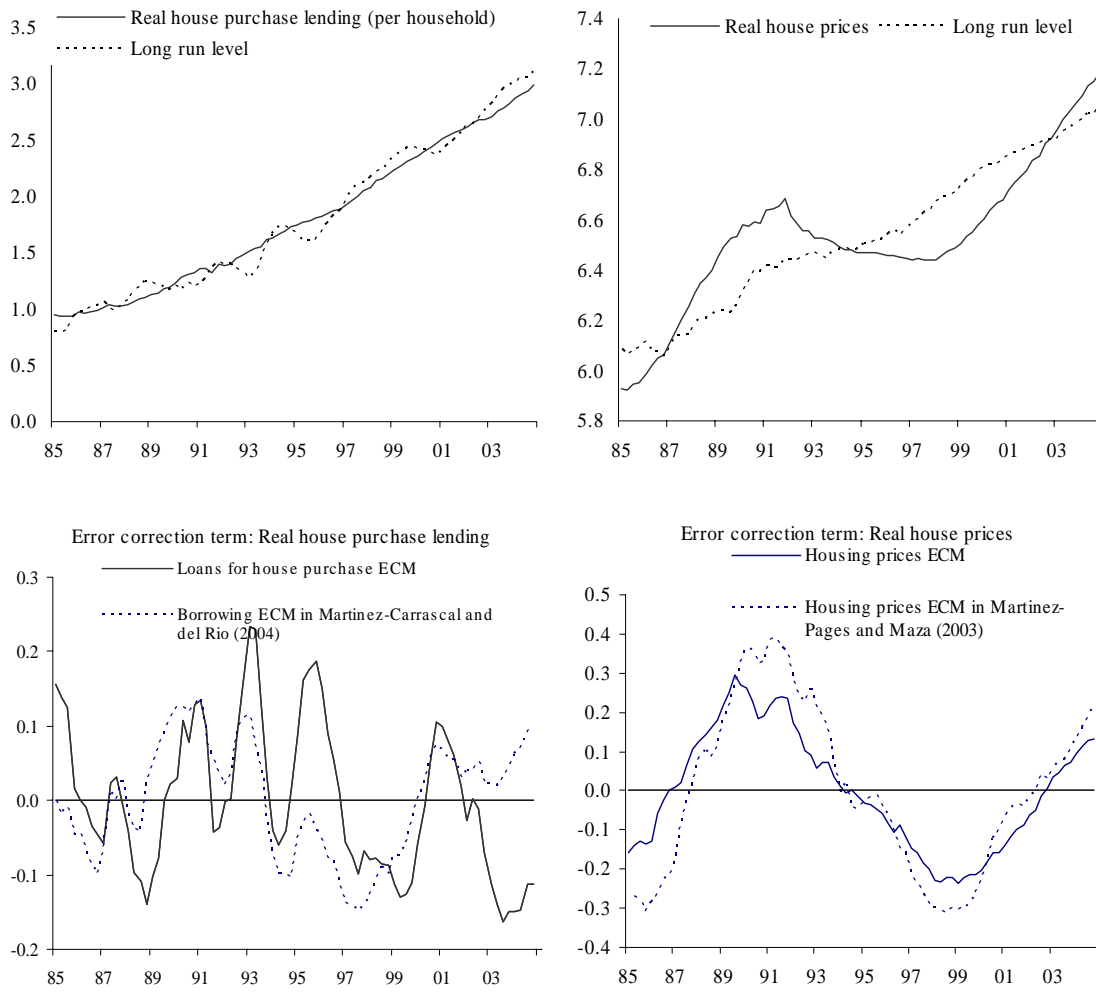 Real house purchase lending (per household)
Long run level
3.5
3.0
2.5
2.0
1.5
1.0
0.5
0.0
85 87 89 91 93 95 97 99 01 03
Real house prices Long run level
7.4
7.2
7.0
6.8
6.6
6.4
6.2
6.0
5.8
85 87 89 91 93 95 97 99 01 03
Error correction term: Real house purchase lending
Loans for house purchase ECM
Borrowing ECM in Martinez-Carrascal and
del Rio (2004)
0.3
0.2
0.1
0.0
-0.1
-0.2
85 87 89 91 93 95 97 99 01 03
Error correction term: Real house prices
Housing prices ECM
Housing prices ECM in Martinez-
Pages and Maza (2003)
0.5
0.4
0.3
0.2
0.1
0.0
-0.1
-0.2
-0.3
-0.4
85 87 89 91 93 95 97 99 01 03